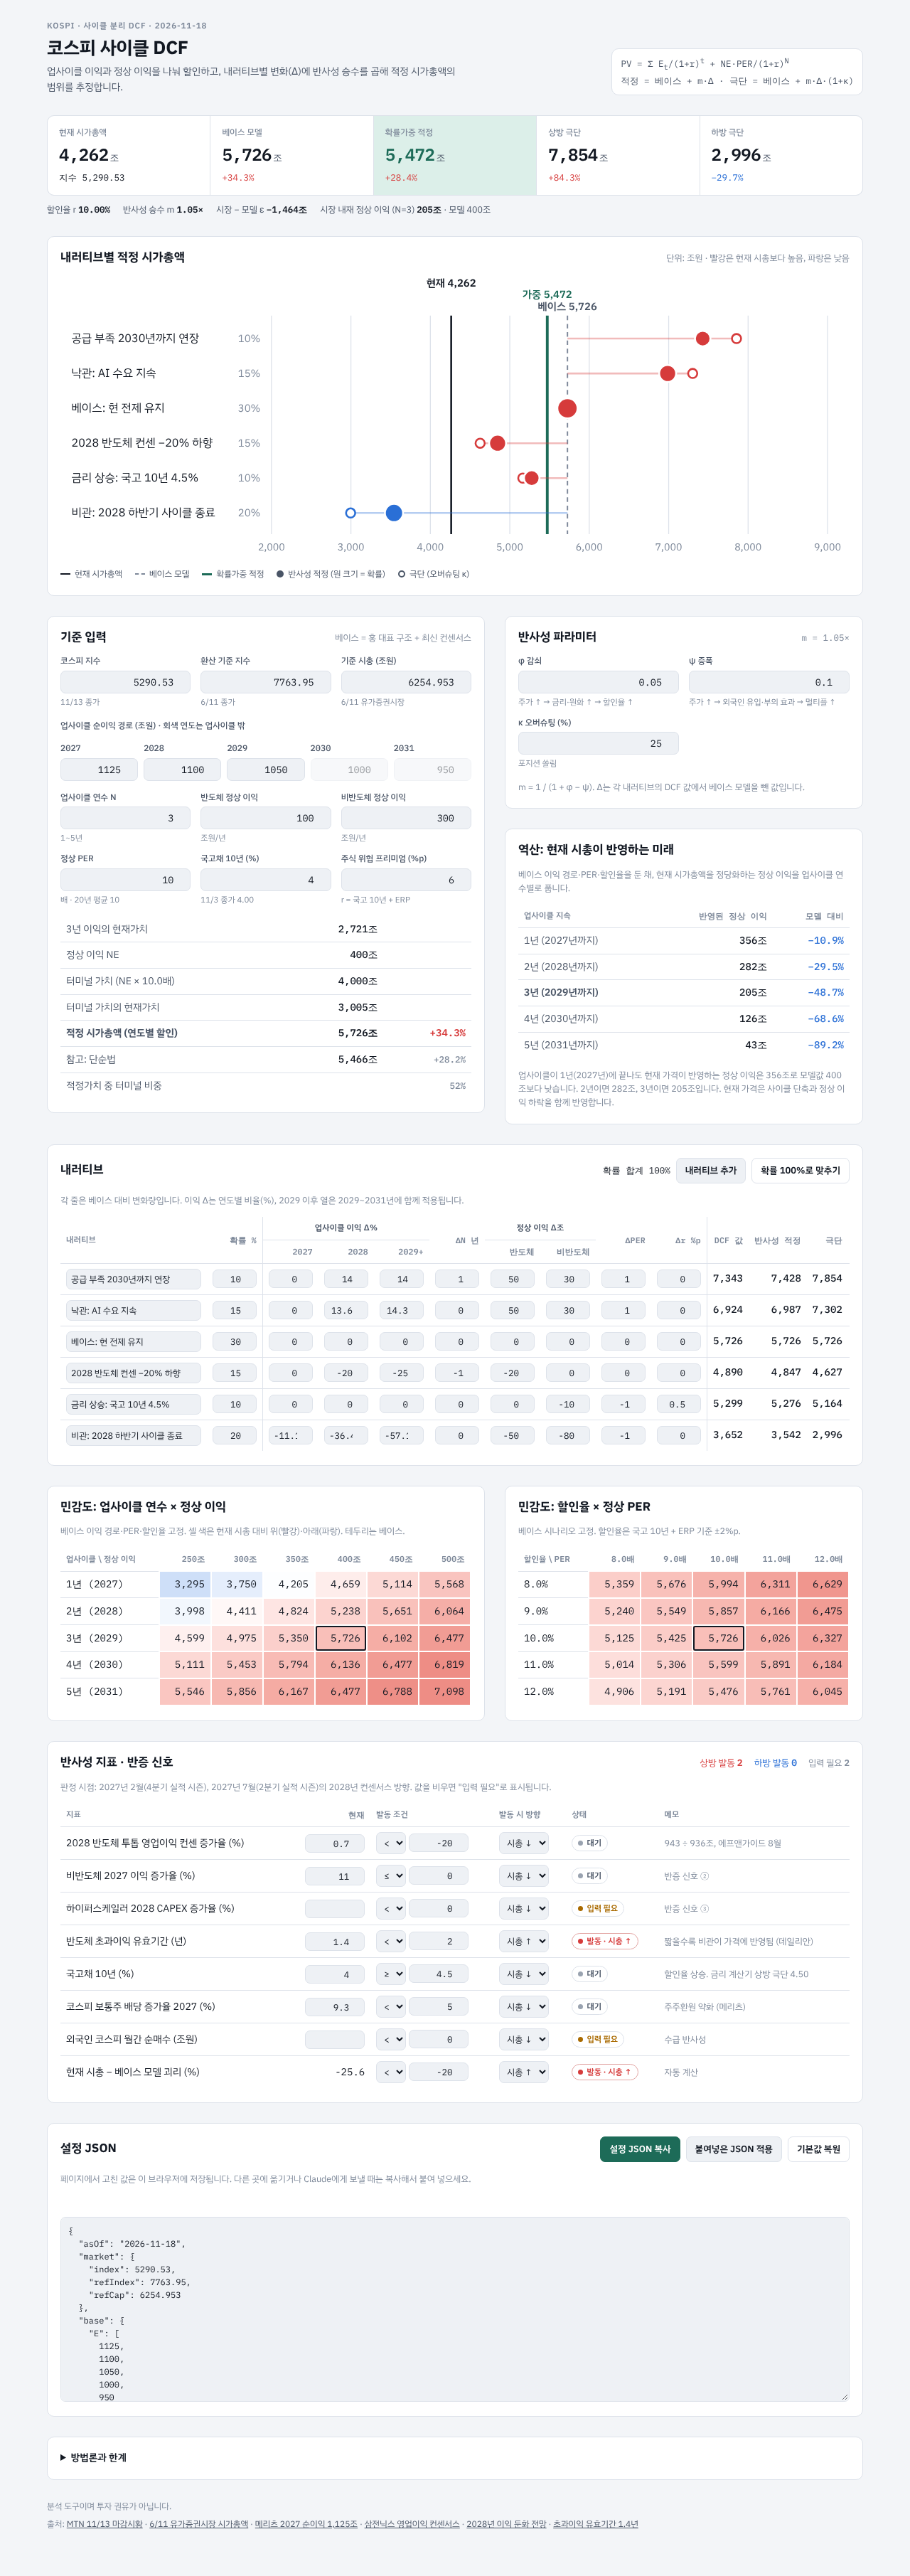 KOSPI · 사이클 분리 DCF · 2026-11-18
코스피 사이클 DCF
업사이클 이익과 정상 이익을 나눠 할인하고, 내러티브별 변화(Δ)에 반사성 승수를 곱해 적정 시가총액의
범위를 추정합니다.
PV = Σ Et/(1+r)^t + NE·PER/(1+r)^N
적정 = 베이스 + m·Δ · 극단 = 베이스 + m·Δ·(1+κ)
현재 시가총액 베이스 모델 확률가중 적정 상방 극단 하방 극단
4,262조 5,726조 5,472조 7,854조 2,996조
지수 5,290.53 +34.3% +28.4% +84.3% −29.7%
할인율 r 10.00% 반사성 승수 m 1.05× 시장 − 모델 ε −1,464조 시장 내재 정상 이익 (N=3) 205조 · 모델 400조
내러티브별 적정 시가총액 단위: 조원 · 빨강은 현재 시총보다 높음, 파랑은 낮음
현재 4,262
가중 5,472
베이스 5,726
공급 부족 2030년까지 연장 10%
낙관: AI 수요 지속 15%
베이스: 현 전제 유지 30%
2028 반도체 컨센 −20% 하향 15%
금리 상승: 국고 10년 4.5% 10%
비관: 2028 하반기 사이클 종료 20%
2,000 3,000 4,000 5,000 6,000 7,000 8,000 9,000
현재 시가총액 베이스 모델 확률가중 적정 반사성 적정 (원 크기 = 확률) 극단 (오버슈팅 κ)
기준 입력 베이스 = 홍 대표 구조 + 최신 컨센서스
코스피 지수 환산 기준 지수 기준 시총 (조원)
5290.53 7763.95 6254.953
11/13 종가 6/11 종가 6/11 유가증권시장
업사이클 순이익 경로 (조원) · 회색 연도는 업사이클 밖
2027 2028 2029 2030 2031
1125 1100 1050 1000 950
업사이클 연수 N 반도체 정상 이익 비반도체 정상 이익
3 100 300
1–5년 조원/년 조원/년
정상 PER 국고채 10년 (%) 주식 위험 프리미엄 (%p)
10 4 6
배 · 20년 평균 10 11/3 종가 4.00 r = 국고 10년 + ERP
3년 이익의 현재가치 2,721조
정상 이익 NE 400조
터미널 가치 (NE × 10.0배) 4,000조
터미널 가치의 현재가치 3,005조
적정 시가총액 (연도별 할인) 5,726조 +34.3%
참고: 단순법 5,466조 +28.2%
적정가치 중 터미널 비중 52%
반사성 파라미터 m = 1.05×
φ 감쇠 ψ 증폭
0.05 0.1
주가 ↑ → 금리·원화 ↑ → 할인율 ↑ 주가 ↑ → 외국인 유입·부의 효과 → 멀티플 ↑
κ 오버슈팅 (%)
25
포지션 쏠림
m = 1 / (1 + φ − ψ). Δ는 각 내러티브의 DCF 값에서 베이스 모델을 뺀 값입니다.
역산: 현재 시총이 반영하는 미래
베이스 이익 경로·PER·할인율을 둔 채, 현재 시가총액을 정당화하는 정상 이익을 업사이클 연
수별로 풉니다.
업사이클 지속 반영된 정상 이익 모델 대비
1년 (2027년까지) 356조 −10.9%
2년 (2028년까지) 282조 −29.5%
3년 (2029년까지) 205조 −48.7%
4년 (2030년까지) 126조 −68.6%
5년 (2031년까지) 43조 −89.2%
업사이클이 1년(2027년)에 끝나도 현재 가격이 반영하는 정상 이익은 356조로 모델값 400
조보다 낮습니다. 2년이면 282조, 3년이면 205조입니다. 현재 가격은 사이클 단축과 정상 이
익 하락을 함께 반영합니다.
내러티브 확률 합계 100% 내러티브 추가 확률 100%로 맞추기
각 줄은 베이스 대비 변화량입니다. 이익 Δ는 연도별 비율(%), 2029 이후 열은 2029–2031년에 함께 적용됩니다.
업사이클 이익 Δ% 정상 이익 Δ조
내러티브 확률 % 2027 2028 2029+ ΔN 년 반도체 비반도체 ΔPER Δr %p DCF 값 반사성 적정 극단
공급 부족 2030년까지 연장 10 0 14 14 1 50 30 1 0 7,343 7,428 7,854
낙관: AI 수요 지속 15 0 13.6 14.3 0 50 30 1 0 6,924 6,987 7,302
베이스: 현 전제 유지 30 0 0 0 0 0 0 0 0 5,726 5,726 5,726
2028 반도체 컨센 −20% 하향 15 0 -20 -25 -1 -20 0 0 0 4,890 4,847 4,627
금리 상승: 국고 10년 4.5% 10 0 0 0 0 0 -10 -1 0.5 5,299 5,276 5,164
비관: 2028 하반기 사이클 종료 20 -11. -36. -57. 0 -50 -80 -1 0 3,652 3,542 2,996
민감도: 업사이클 연수 × 정상 이익
베이스 이익 경로·PER·할인율 고정. 셀 색은 현재 시총 대비 위(빨강)·아래(파랑). 테두리는 베이스.
업사이클 \ 정상 이익 250조 300조 350조 400조 450조 500조
1년 (2027) 3,295 3,750 4,205 4,659 5,114 5,568
2년 (2028) 3,998 4,411 4,824 5,238 5,651 6,064
3년 (2029) 4,599 4,975 5,350 5,726 6,102 6,477
4년 (2030) 5,111 5,453 5,794 6,136 6,477 6,819
5년 (2031) 5,546 5,856 6,167 6,477 6,788 7,098
민감도: 할인율 × 정상 PER
베이스 시나리오 고정. 할인율은 국고 10년 + ERP 기준 ±2%p.
할인율 \ PER 8.0배 9.0배 10.0배 11.0배 12.0배
8.0% 5,359 5,676 5,994 6,311 6,629
9.0% 5,240 5,549 5,857 6,166 6,475
10.0% 5,125 5,425 5,726 6,026 6,327
11.0% 5,014 5,306 5,599 5,891 6,184
12.0% 4,906 5,191 5,476 5,761 6,045
반사성 지표 · 반증 신호 상방 발동 2 하방 발동 0 입력 필요 2
판정 시점: 2027년 2월(4분기 실적 시즌), 2027년 7월(2분기 실적 시즌)의 2028년 컨센서스 방향. 값을 비우면 "입력 필요"로 표시됩니다.
지표 현재 발동 조건 발동 시 방향 상태 메모
2028 반도체 투톱 영업이익 컨센 증가율 (%) 0.7 < -20 시총 ↓ 대기 943 ÷ 936조, 에프앤가이드 8월
비반도체 2027 이익 증가율 (%) 11 ≤ 0 시총 ↓ 대기 반증 신호 ②
하이퍼스케일러 2028 CAPEX 증가율 (%) < 0 시총 ↓ 입력 필요 반증 신호 ③
반도체 초과이익 유효기간 (년) 1.4 < 2 시총 ↑ 발동 · 시총 ↑ 짧을수록 비관이 가격에 반영됨 (데일리안)
국고채 10년 (%) 4 ≥ 4.5 시총 ↓ 대기 할인율 상승. 금리 계산기 상방 극단 4.50
코스피 보통주 배당 증가율 2027 (%) 9.3 < 5 시총 ↓ 대기 주주환원 약화 (메리츠)
외국인 코스피 월간 순매수 (조원) < 0 시총 ↓ 입력 필요 수급 반사성
현재 시총 − 베이스 모델 괴리 (%) -25.6 < -20 시총 ↑ 발동 · 시총 ↑ 자동 계산
설정 JSON 설정 JSON 복사 붙여넣은 JSON 적용 기본값 복원
페이지에서 고친 값은 이 브라우저에 저장됩니다. 다른 곳에 옮기거나 Claude에게 보낼 때는 복사해서 붙여 넣으세요.
{
"asOf": "2026-11-18",
"market": {
"index": 5290.53,
"refIndex": 7763.95,
"refCap": 6254.953
},
"base": {
"E": [
1125,
1100,
1050,
1000,
950
▶ 방법론과 한계
분석 도구이며 투자 권유가 아닙니다.
출처: MTN 11/13 마감시황 · 6/11 유가증권시장 시가총액 · 메리츠 2027 순이익 1,125조 · 삼전닉스 영업이익 컨센서스 · 2028년 이익 둔화 전망 · 초과이익 유효기간 1.4년